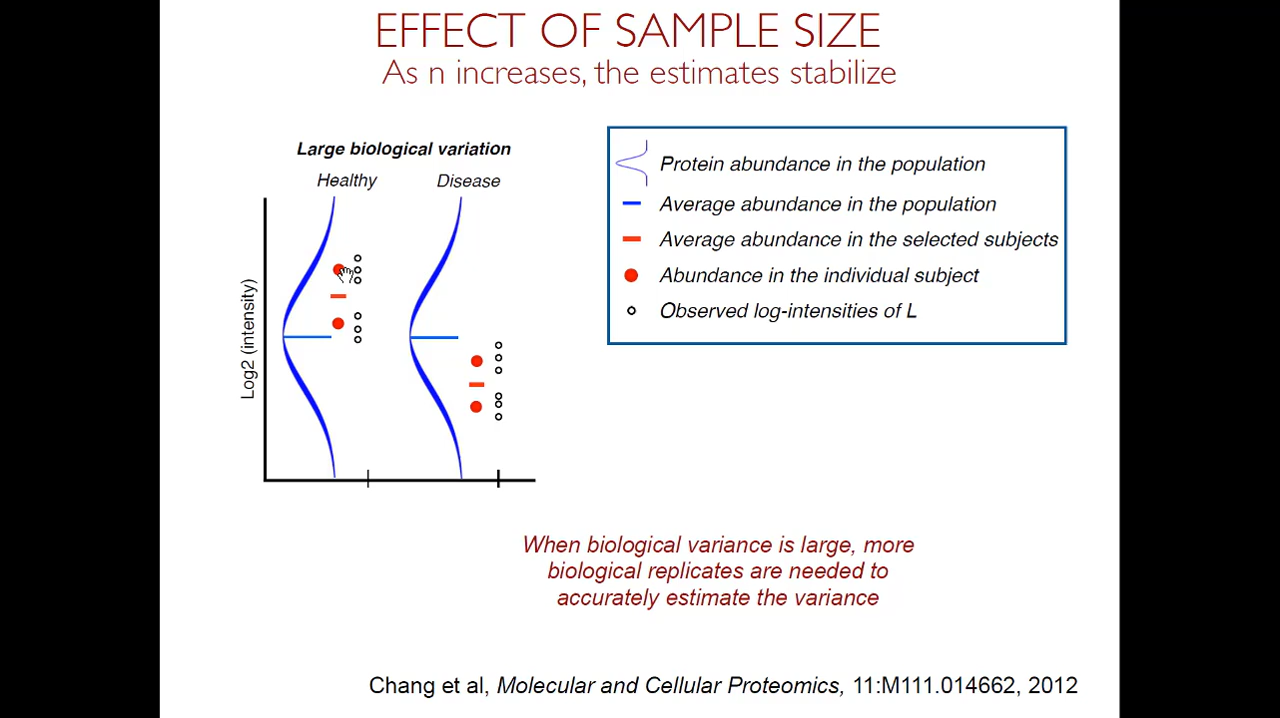 EFFECT OF SAMPLE SIZE
As n increases, the estimates stabilize
Large biological variation
Healthy
Disease
Log2 (intensity)
Protein abundance in the population
Average abundance in the population
Average abundance in the selected subjects
Abundance in the individual subject
Observed log-intensities of L
When biological variance is large, more
biological replicates are needed to
accurately estimate the variance
Chang et al, Molecular and Cellular Proteomics, 11:M111.014662, 2012